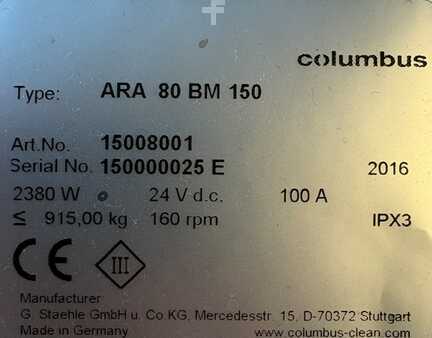 columbus
Type: ARA 80 BM 150
Art.No. 15008001
Serial No. 150000025 E 2016
2380 W 24 V d.c. 100 A
≤ 915,00 kg 160 rpm IPX3
CE III
Manufacturer
G. Staehle GmbH u. Co KG, Mercedesstr. 15, D-70372 Stuttgart
Made in Germany www.columbus-clean.com